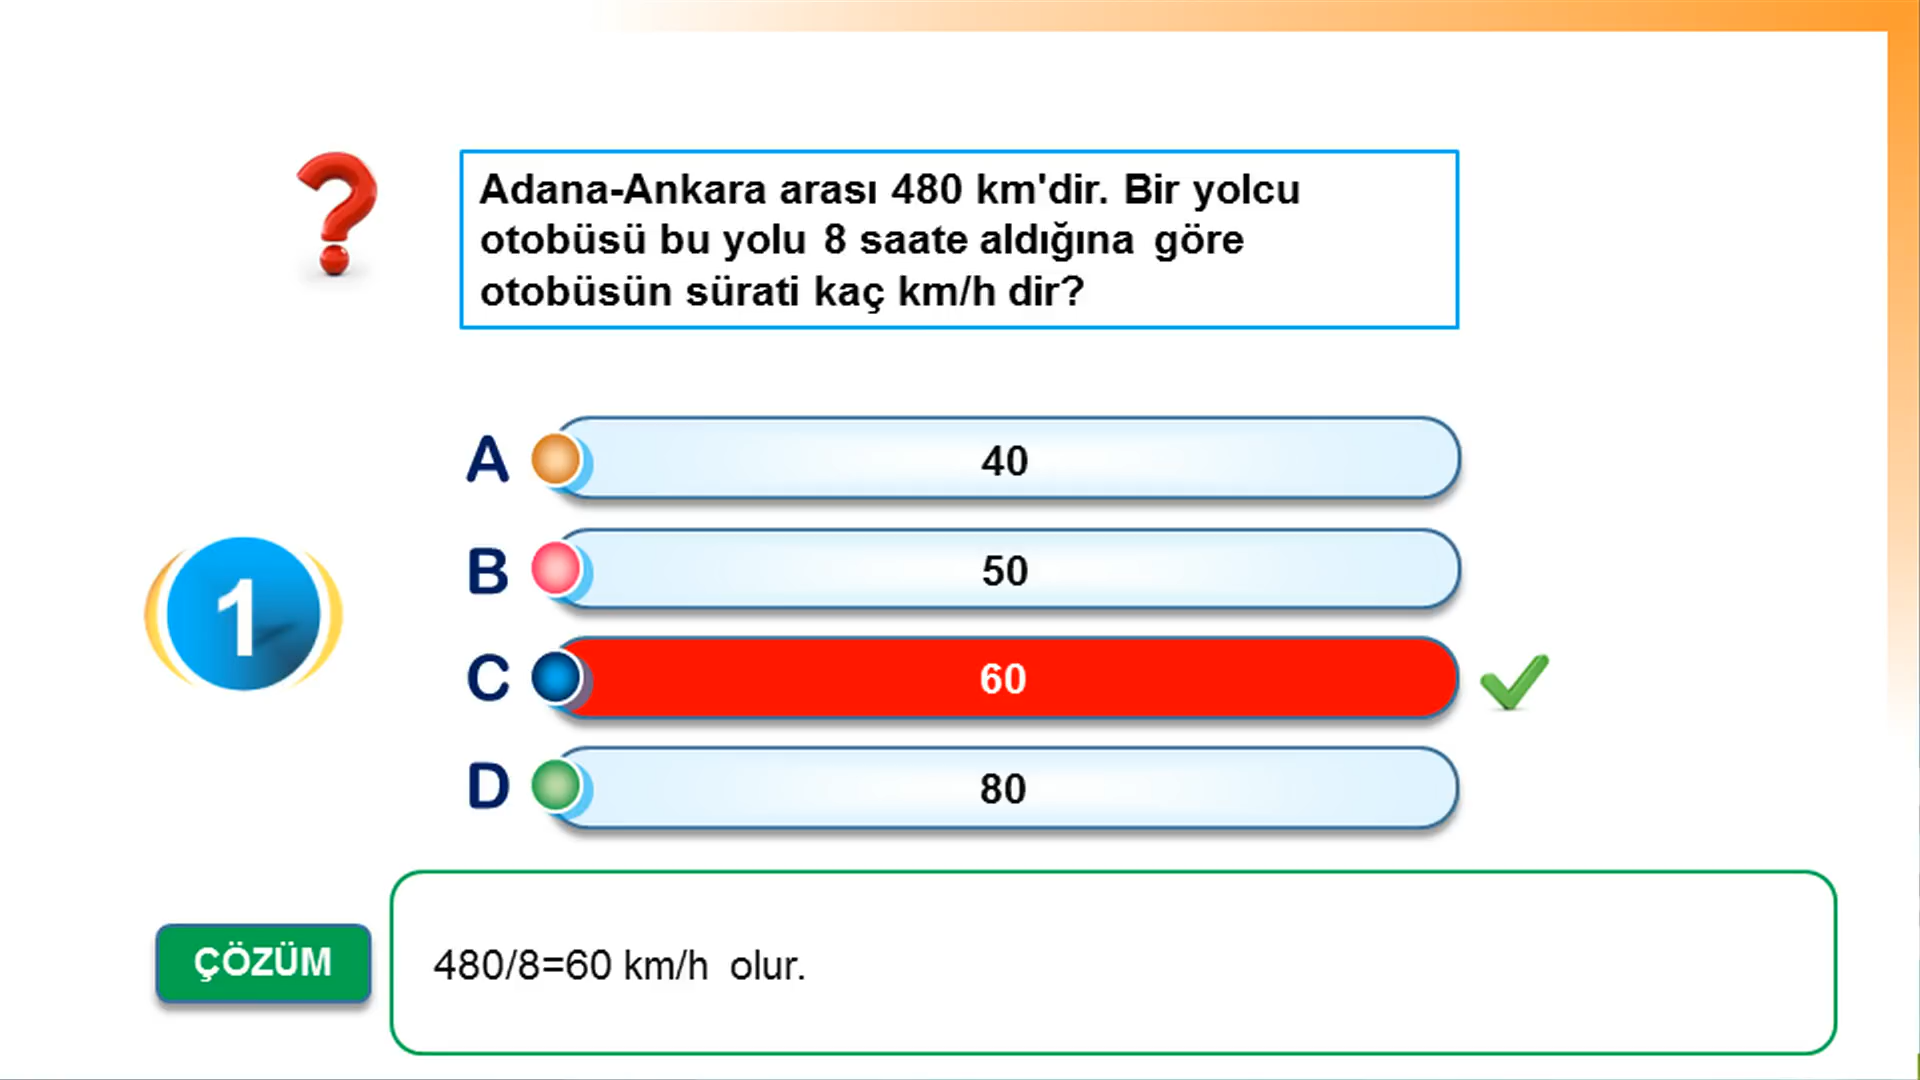 Adana-Ankara arası 480 km'dir. Bir yolcu
otobüsü bu yolu 8 saate aldığına göre
otobüsün sürati kaç km/h dir?
A 40
B 50
1
C 60
D 80
ÇÖZÜM
480/8=60 km/h olur.